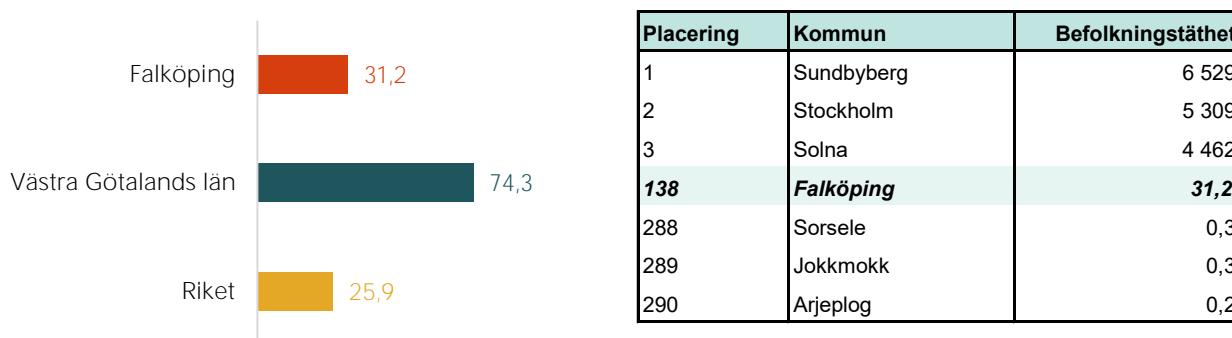 Falköping 31,2
Västra Götalands län 74,3
Riket 25,9
Placering Kommun Befolkningstäthet
1 Sundbyberg 6 529
2 Stockholm 5 309
3 Solna 4 462
138 Falköping 31,2
288 Sorsele 0,3
289 Jokkmokk 0,3
290 Arjeplog 0,2